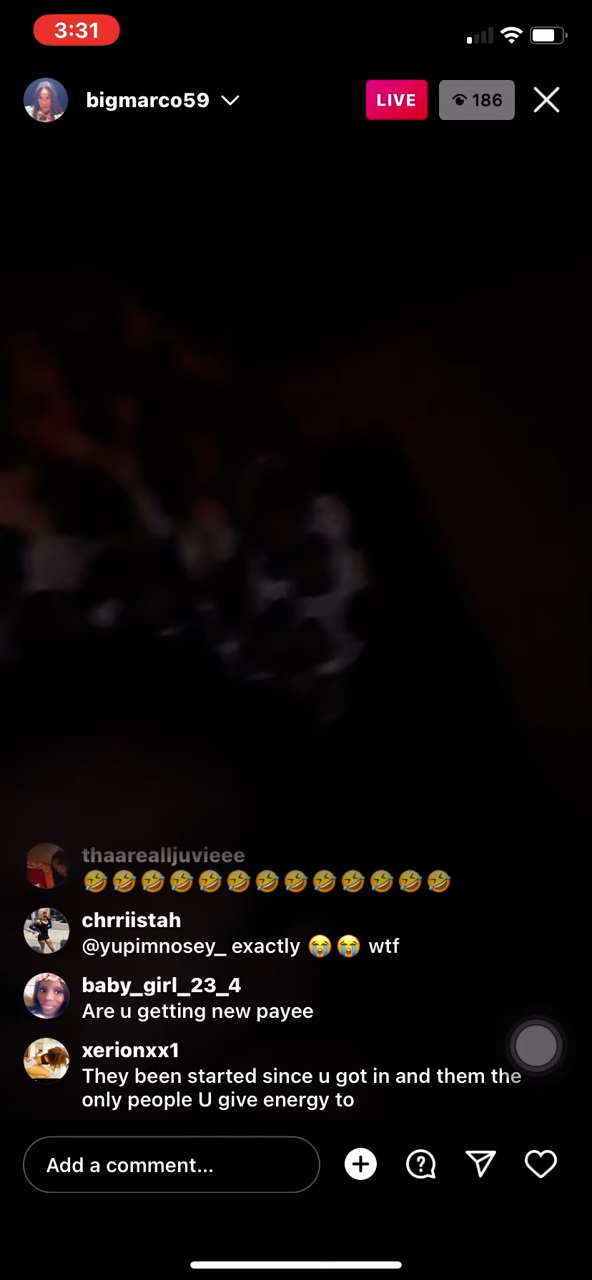 3:31
bigmarco59
LIVE
186
thaarealljuvieee
🤣🤣🤣🤣🤣🤣🤣🤣🤣🤣🤣🤣🤣
chrriistah
@yupimnosey_ exactly 😭😭 wtf
baby_girl_23_4
Are u getting new payee
xerionxx1
They been started since u got in and them the
only people U give energy to
Add a comment...